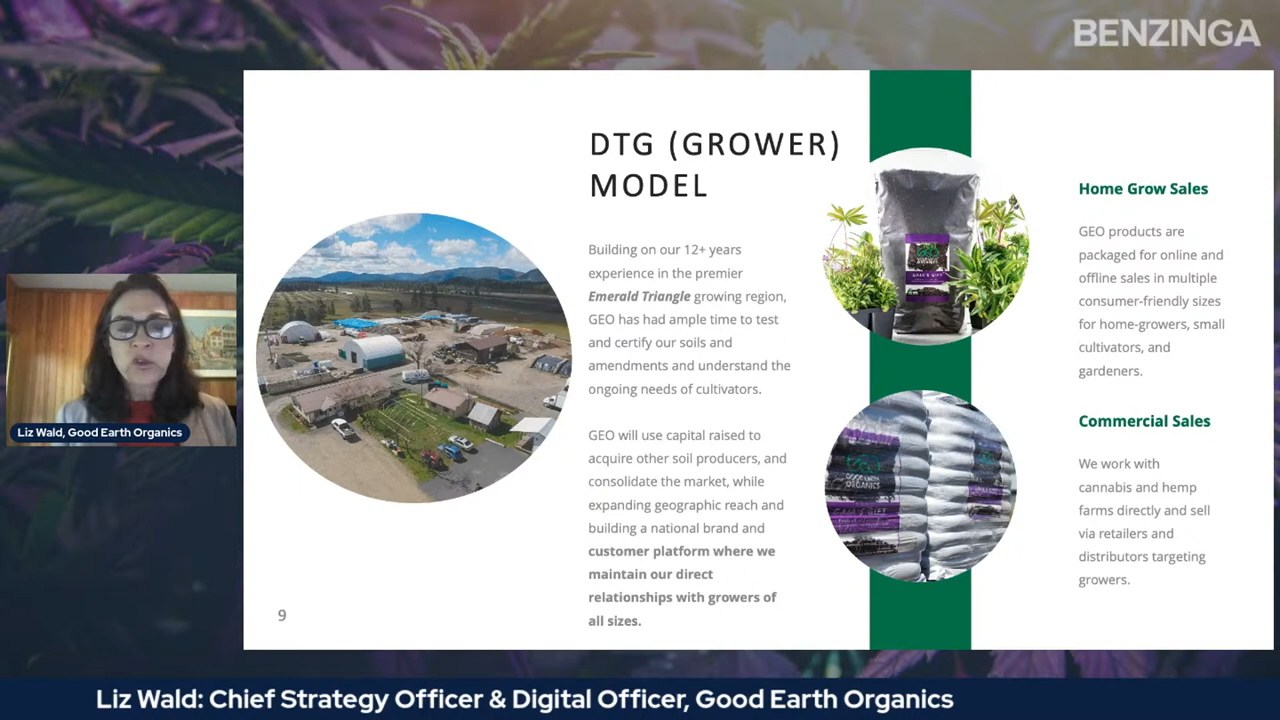 BENZINGA
DTG (GROWER)
MODEL
Building on our 12+ years
experience in the premier
Emerald Triangle growing region,
GEO has had ample time to test
and certify our soils and
amendments and understand the
ongoing needs of cultivators.
GEO will use capital raised to
acquire other soil producers, and
consolidate the market, while
expanding geographic reach and
building a national brand and
customer platform where we
maintain our direct
relationships with growers of
all sizes.
9
Home Grow Sales
GEO products are
packaged for online and
offline sales in multiple
consumer-friendly sizes
for home-growers, small
cultivators, and
gardeners.
Commercial Sales
We work with
cannabis and hemp
farms directly and sell
via retailers and
distributors targeting
growers.
GOOD EARTH
ORGANICS
Liz Wald, Good Earth Organics
Liz Wald: Chief Strategy Officer & Digital Officer, Good Earth Organics